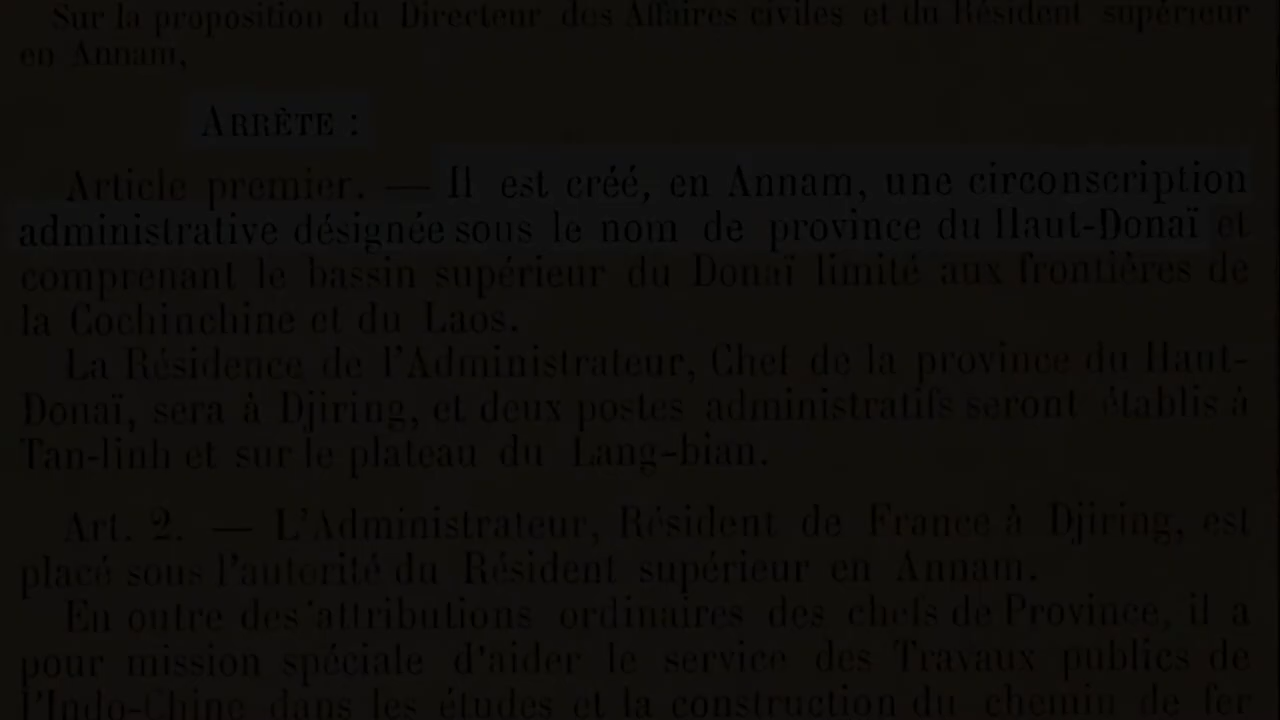 Sur la proposition du Directeur des Affaires civiles et du Résident supérieur
en Annam,
ARRÊTE :
Article premier. — Il est créé, en Annam, une circonscription
administrative désignée sous le nom de province du Haut-Donaï et
comprenant le bassin supérieur du Donaï limité aux frontières de
la Cochinchine et du Laos.
La Résidence de l'Administrateur, Chef de la province du Haut-
Donaï, sera à Djiring, et deux postes administratifs seront établis à
Tan-linh et sur le plateau du Lang-bian.
Art. 2. — L'Administrateur, Résident de France à Djiring, est
placé sous l'autorité du Résident supérieur en Annam.
En outre des attributions ordinaires des chefs de Province, il a
pour mission spéciale d'aider le service des Travaux publics de
l'Indo-Chine dans les études et la construction du chemin de fer